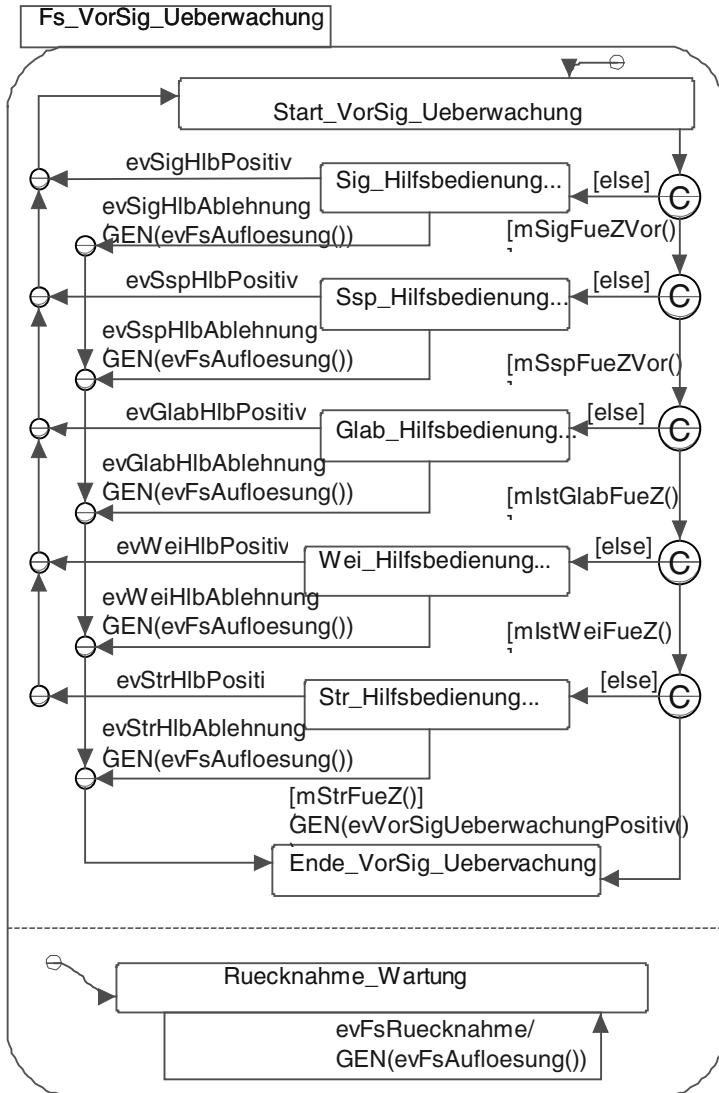 Fs_VorSig_Ueberwachung
Start_VorSig_Ueberwachung
evSigHlbPositiv
Sig_Hilfsbedienung...
[else]
C
evSigHlbAblehnung
/
GEN(evFsAufloesung())
[mSigFueZVor()
]
evSspHlbPositiv
Ssp_Hilfsbedienung...
[else]
C
evSspHlbAblehnung
/
GEN(evFsAufloesung())
[mSspFueZVor()
]
evGlabHlbPositiv
Glab_Hilfsbedienung...
[else]
C
evGlabHlbAblehnung
/
GEN(evFsAufloesung())
[mIstGlabFueZ()
]
evWeiHlbPositiv
Wei_Hilfsbedienung...
[else]
C
evWeiHlbAblehnung
/
GEN(evFsAufloesung())
[mIstWeiFueZ()
]
evStrHlbPositi
Str_Hilfsbedienung...
[else]
C
evStrHlbAblehnung
/
GEN(evFsAufloesung())
[mStrFueZ()]
/
GEN(evVorSigUeberwachungPositiv()
Ende_VorSig_Uebervachung
Ruecknahme_Wartung
evFsRuecknahme/
GEN(evFsAufloesung())